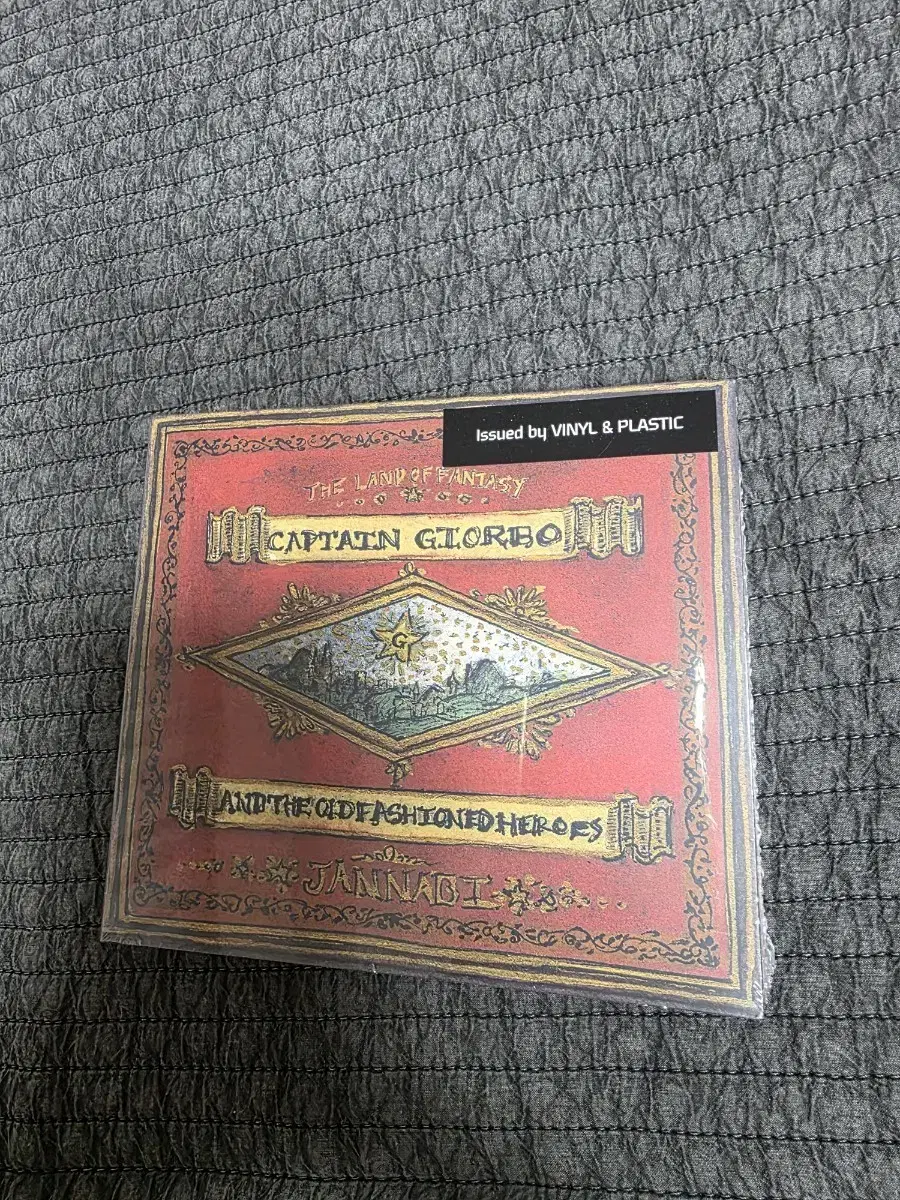 Issued by VINYL & PLASTIC
THE LAND OF FANTASY
CAPTAIN GIORBO
G
AND THE OLD FASHIONED HEROES
JANNABI